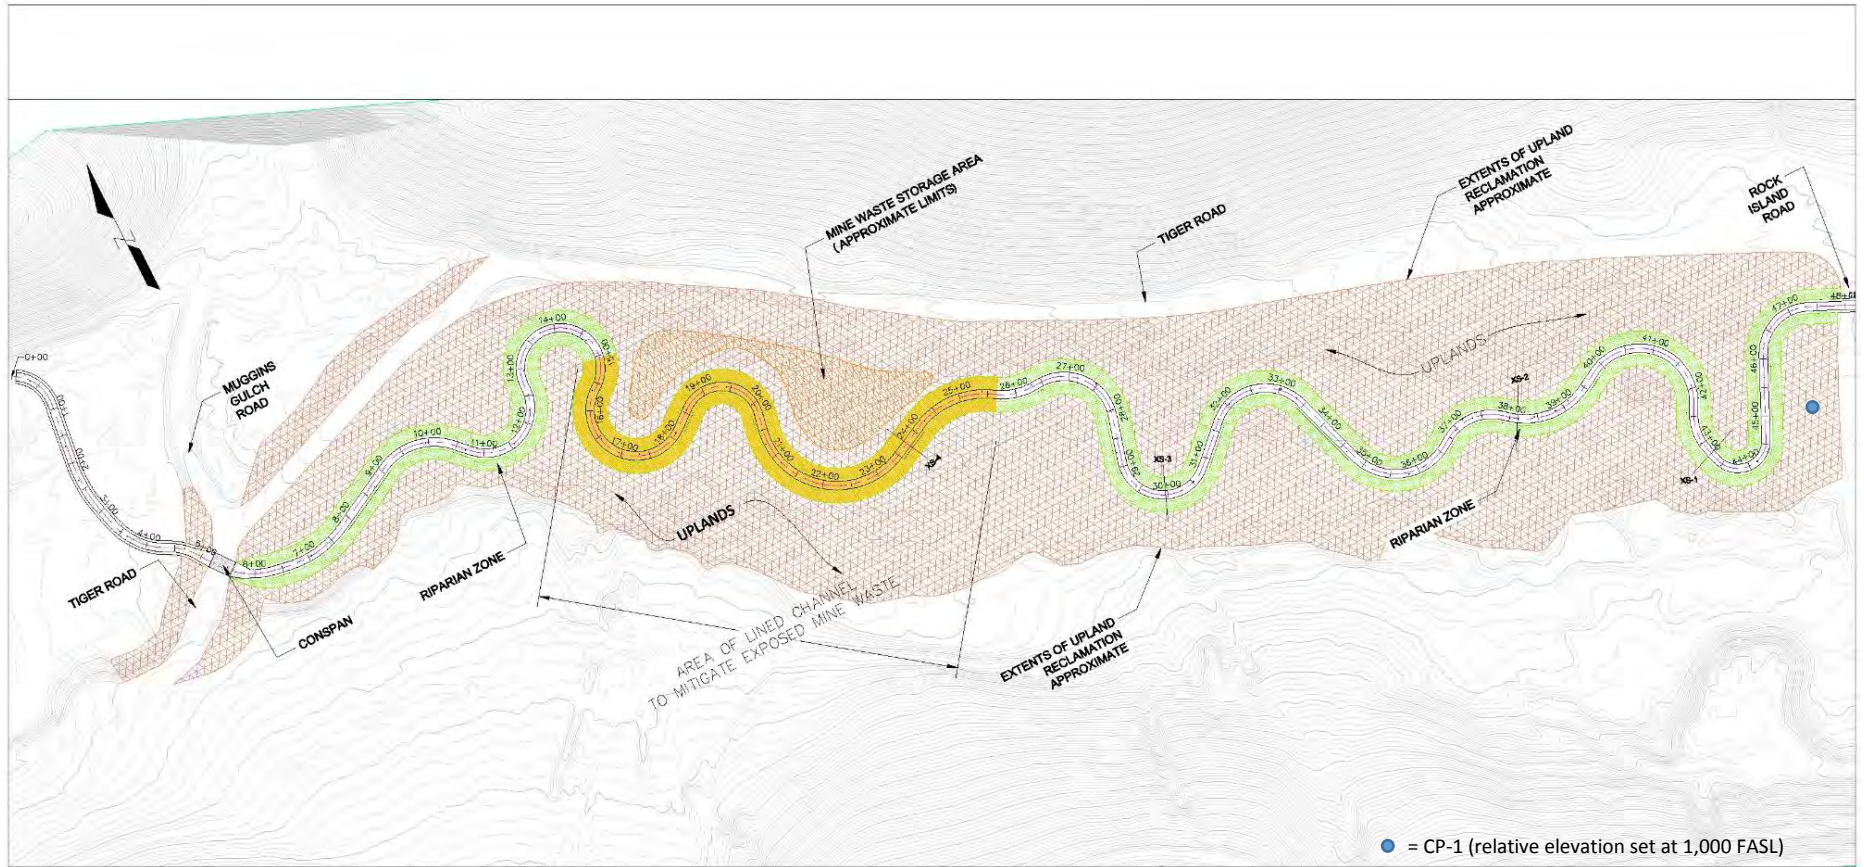 EXTENTS OF UPLAND
RECLAMATION
APPROXIMATE
ROCK
ISLAND
ROAD
MINE WASTE STORAGE AREA
(APPROXIMATE LIMITS)
TIGER ROAD
MUGGINS
GULCH
ROAD
UPLANDS
0+00
1+00
2+00
3+00
4+00
5+00
6+00
7+00
8+00
9+00
10+00
11+00
12+00
13+00
14+00
15+00
16+00
17+00
18+00
19+00
20+00
21+00
22+00
23+00
24+00
25+00
26+00
27+00
28+00
29+00
30+00
31+00
32+00
33+00
34+00
35+00
36+00
37+00
38+00
39+00
40+00
41+00
42+00
43+00
44+00
45+00
46+00
47+00
XS-4
XS-3
XS-2
XS-1
UPLANDS
RIPARIAN ZONE
RIPARIAN ZONE
TIGER ROAD
CONSPAN
AREA OF LINED CHANNEL
TO MITIGATE EXPOSED MINE WASTE
EXTENTS OF UPLAND
RECLAMATION
APPROXIMATE
= CP-1 (relative elevation set at 1,000 FASL)